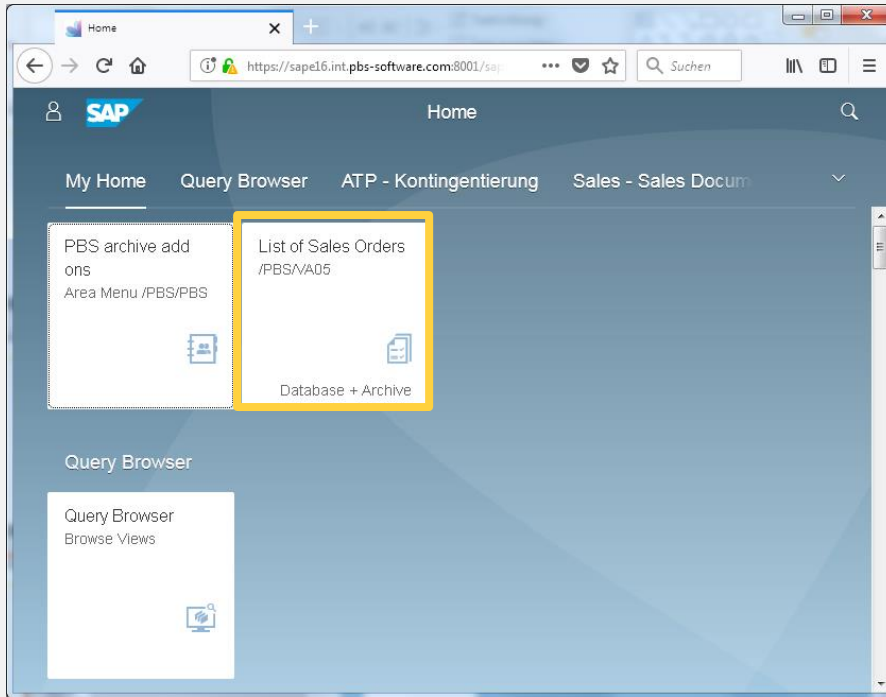 Home
https://sape16.int.pbs-software.com:8001/sap
Suchen
SAP
Home
My Home
Query Browser
ATP - Kontingentierung
Sales - Sales Docum
PBS archive add
ons
Area Menu /PBS/PBS
List of Sales Orders
/PBS/VA05
Database + Archive
Query Browser
Query Browser
Browse Views